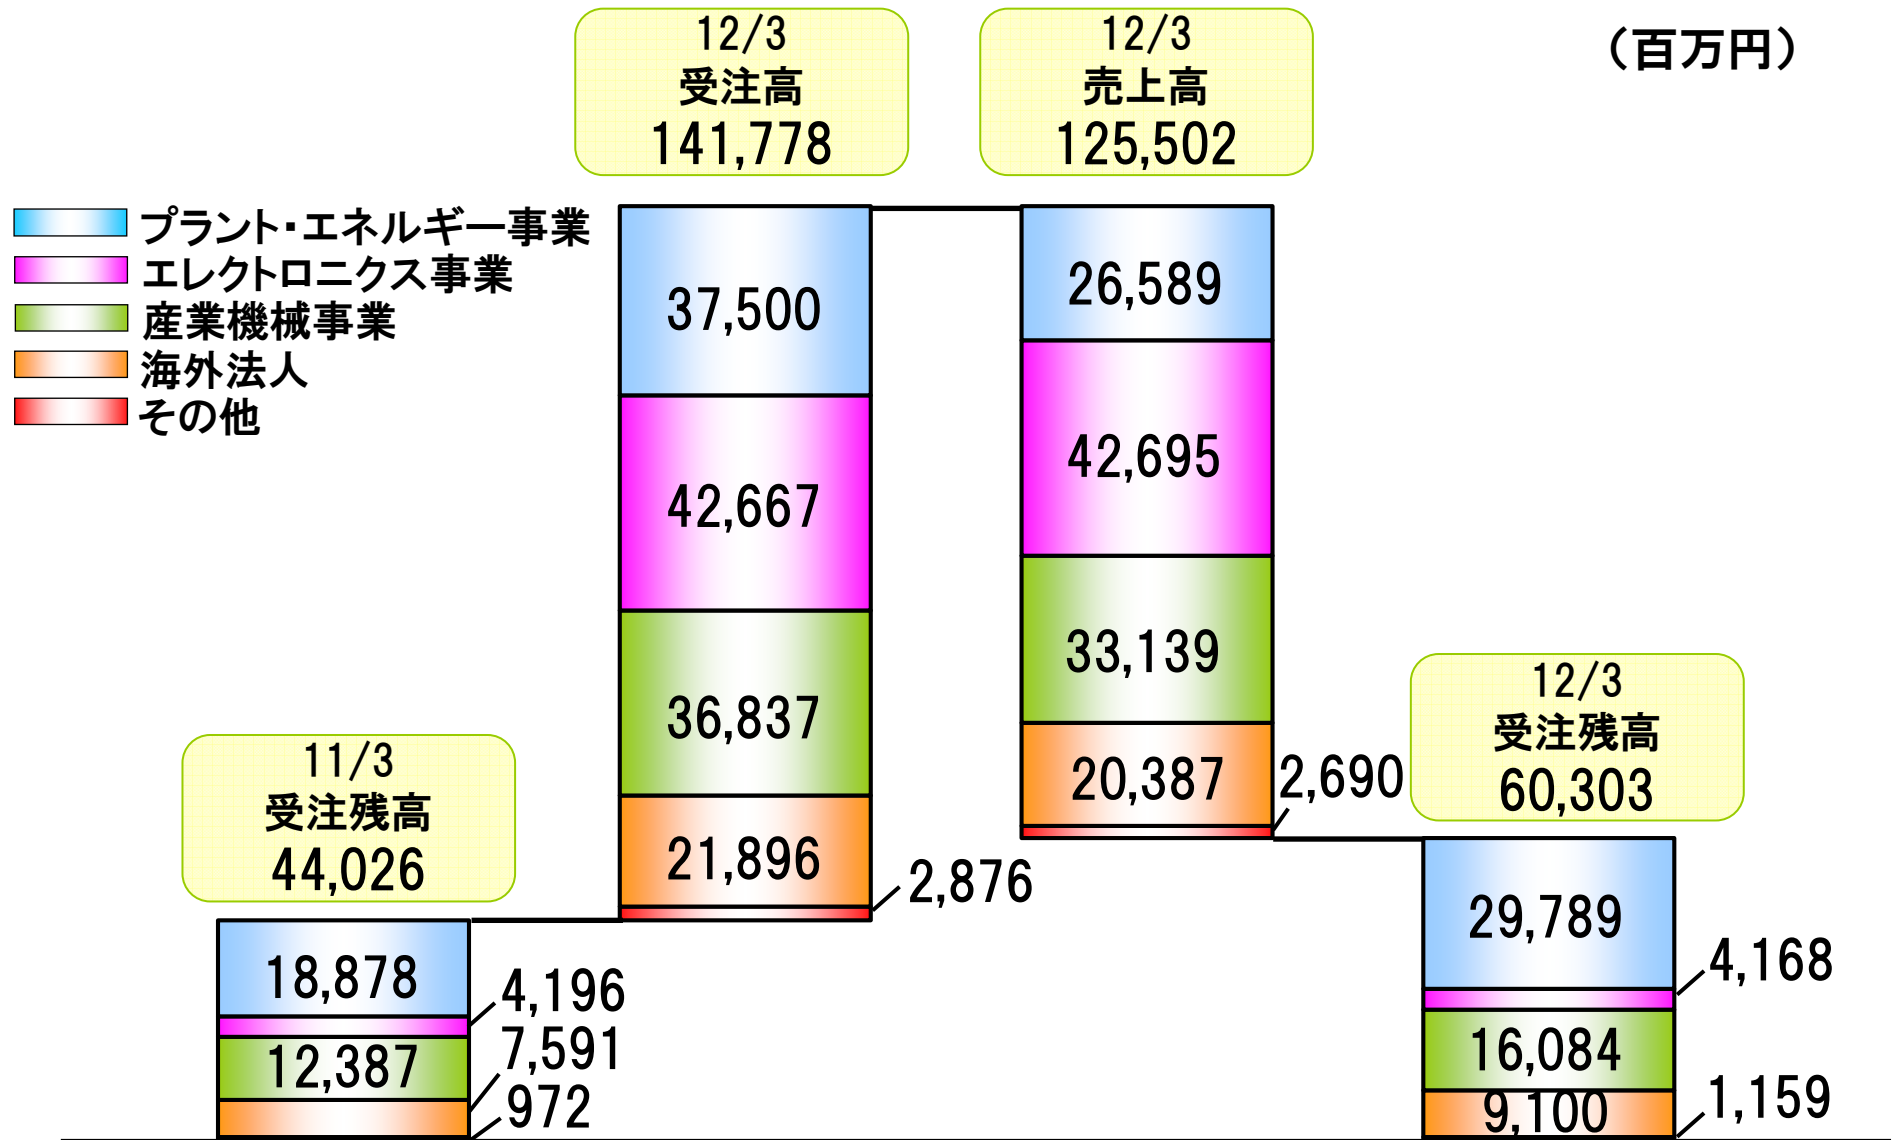 12/3
受注高
141,778
12/3
売上高
125,502
（百万円）
プラント・エネルギー事業
エレクトロニクス事業
産業機械事業
海外法人
その他
37,500
42,667
36,837
21,896
2,876
26,589
42,695
33,139
20,387
2,690
11/3
受注残高
44,026
18,878
4,196
12,387
7,591
972
12/3
受注残高
60,303
29,789
4,168
16,084
9,100
1,159